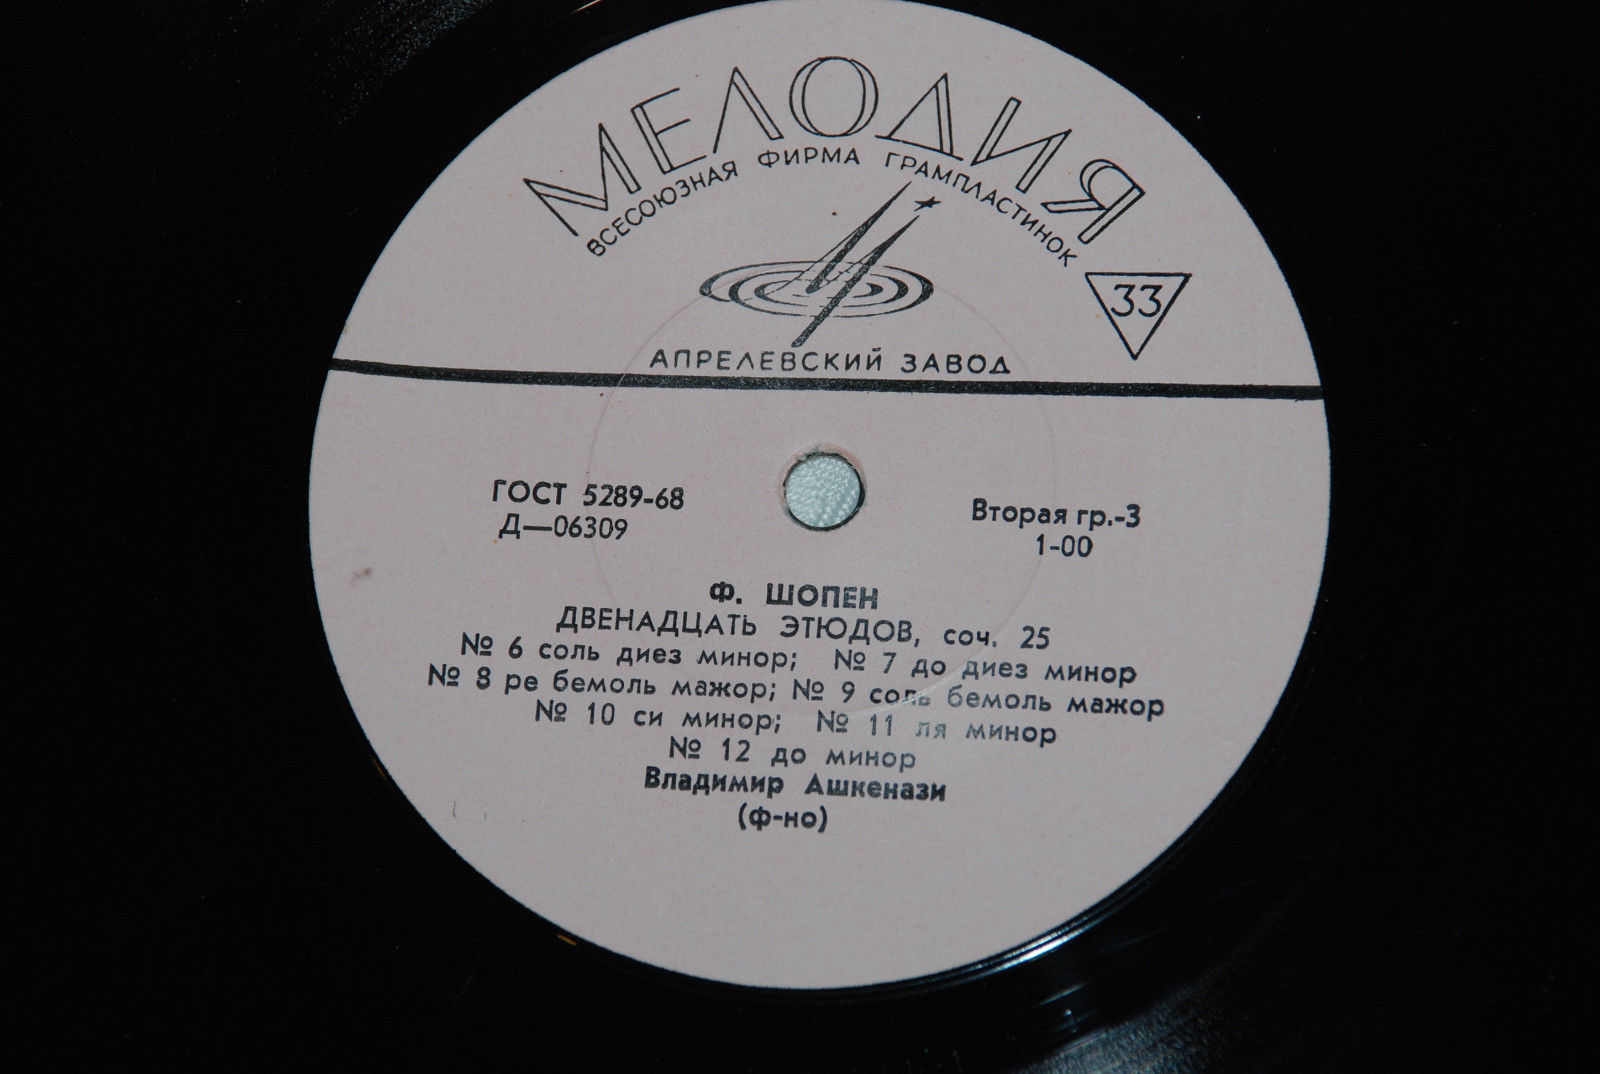 МЕЛОДИЯ
ВСЕСОЮЗНАЯ ФИРМА ГРАМПЛАСТИНОК
33
АПРЕЛЕВСКИЙ ЗАВОД
ГОСТ 5289-68
Д—06309
Вторая гр.-3
1-00
Ф. ШОПЕН
ДВЕНАДЦАТЬ ЭТЮДОВ, соч. 25
№ 6 соль диез минор; № 7 до диез минор
№ 8 ре бемоль мажор; № 9 соль бемоль мажор
№ 10 си минор; № 11 ля минор
№ 12 до минор
Владимир Ашкенази
(ф-но)